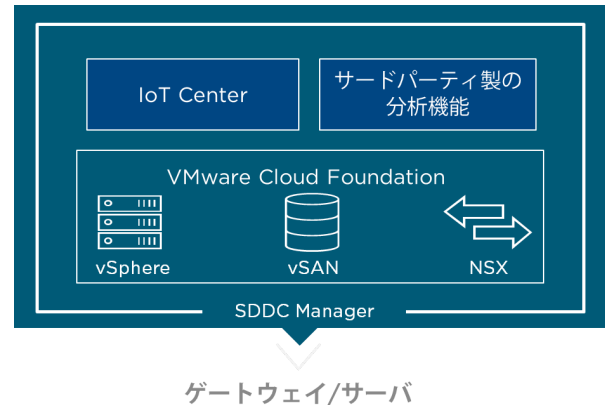 IoT Center
サードパーティ製の
分析機能
VMware Cloud Foundation
vSphere
vSAN
NSX
SDDC Manager
ゲートウェイ/サーバ